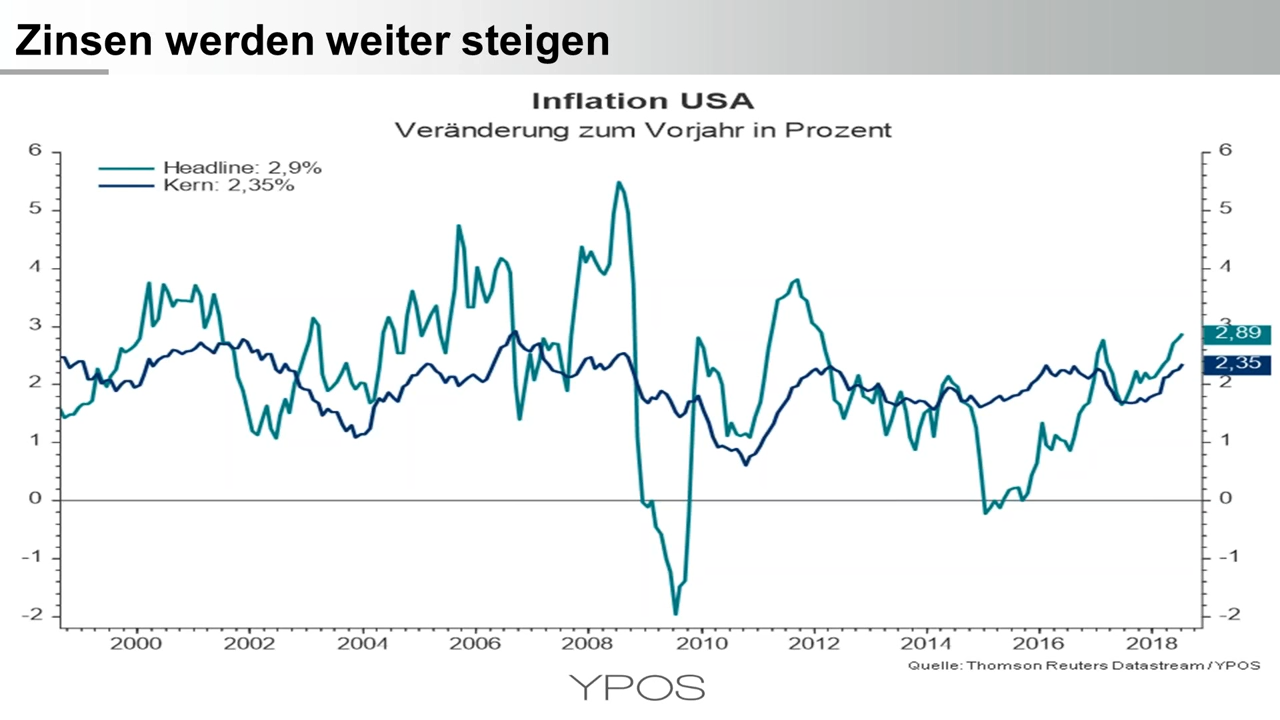 Zinsen werden weiter steigen
Inflation USA
Veränderung zum Vorjahr in Prozent
Headline: 2,9%
Kern: 2,35%
6
5
4
3
2
1
0
-1
-2
6
5
4
3
2,89
2,35
2
1
0
-1
-2
2000 2002 2004 2006 2008 2010 2012 2014 2016 2018
Quelle: Thomson Reuters Datastream / YPOS
YPOS